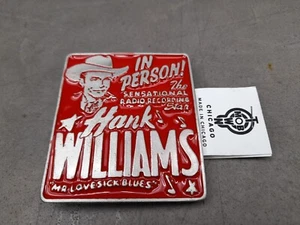 IN
PERSON!
The
SENSATIONAL
RADIO RECORDING
Star
Hank
WILLIAMS
"MR. LOVESICK BLUES"
CHICAGO
MADE IN CHICAGO